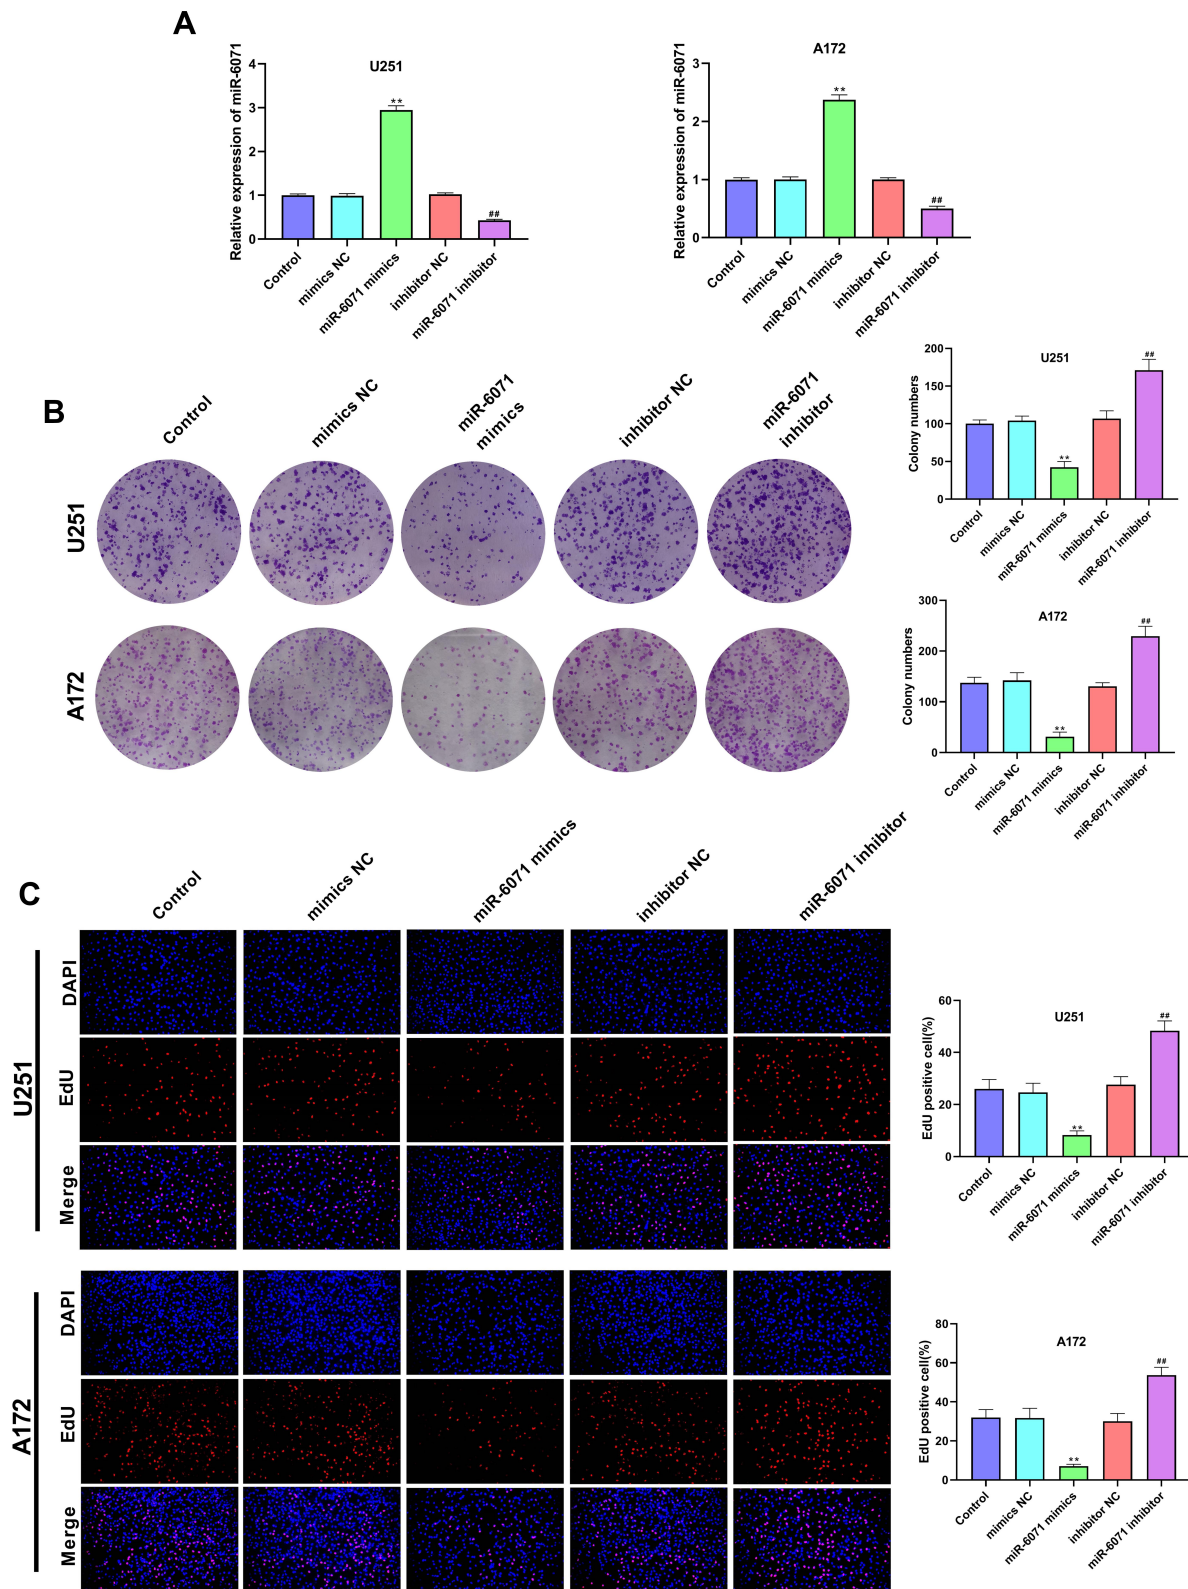 A
U251
Relative expression of miR-6071
4
3
2
1
0
**
##
Control
mimics NC
miR-6071 mimics
inhibitor NC
miR-6071 inhibitor
A172
Relative expression of miR-6071
3
2
1
0
**
##
Control
mimics NC
miR-6071 mimics
inhibitor NC
miR-6071 inhibitor
B
Control
mimics NC
miR-6071
mimics
inhibitor NC
miR-6071
inhibitor
U251
A172
U251
Colony numbers
200
150
100
50
0
**
##
Control
mimics NC
miR-6071 mimics
inhibitor NC
miR-6071 inhibitor
A172
Colony numbers
300
200
100
0
**
##
Control
mimics NC
miR-6071 mimics
inhibitor NC
miR-6071 inhibitor
C
Control
mimics NC
miR-6071 mimics
inhibitor NC
miR-6071 inhibitor
U251
DAPI
EdU
Merge
A172
DAPI
EdU
Merge
U251
EdU positive cell(%)
60
40
20
0
**
##
Control
mimics NC
miR-6071 mimics
inhibitor NC
miR-6071 inhibitor
A172
EdU positive cell(%)
80
60
40
20
0
**
##
Control
mimics NC
miR-6071 mimics
inhibitor NC
miR-6071 inhibitor